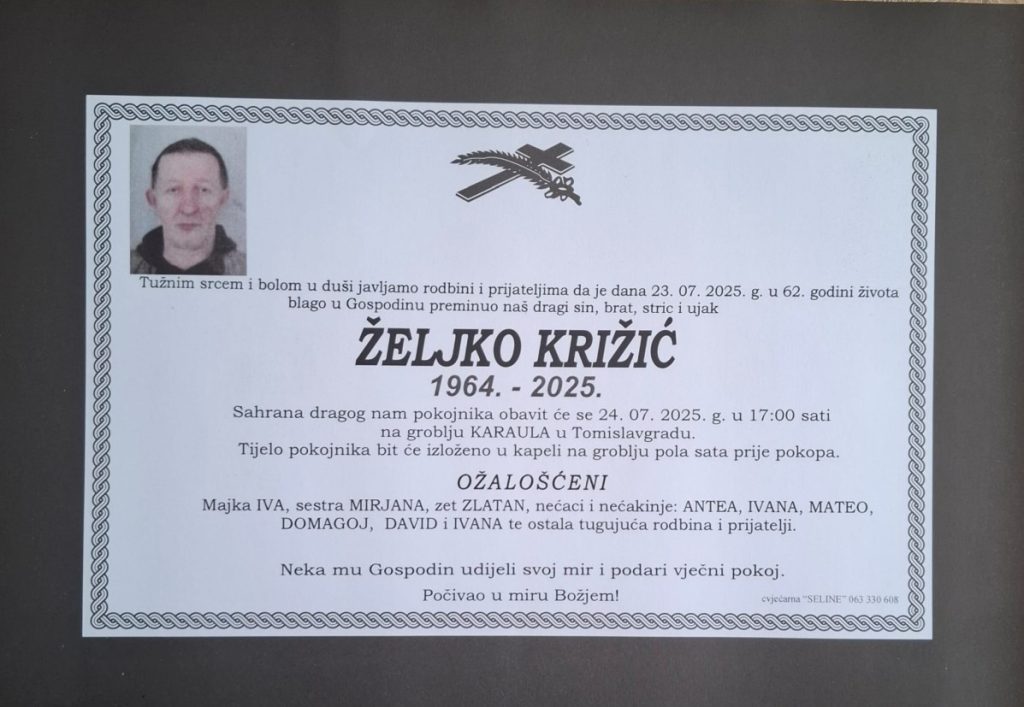 Tužnim srcem i bolom u duši javljamo rodbini i prijateljima da je dana 23. 07. 2025. g. u 62. godini života
blago u Gospodinu preminuo naš dragi sin, brat, stric i ujak
ŽELJKO KRIŽIĆ
1964. - 2025.
Sahrana dragog nam pokojnika obavit će se 24. 07. 2025. g. u 17:00 sati
na groblju KARAULA u Tomislavgradu.
Tijelo pokojnika bit će izloženo u kapeli na groblju pola sata prije pokopa.
OŽALOŠĆENI
Majka IVA, sestra MIRJANA, zet ZLATAN, nećaci i nećakinje: ANTEA, IVANA, MATEO,
DOMAGOJ, DAVID i IVANA te ostala tugujuća rodbina i prijatelji.
Neka mu Gospodin udijeli svoj mir i podari vječni pokoj.
Počivao u miru Božjem!
cvjećarna "SELINE" 063 330 608